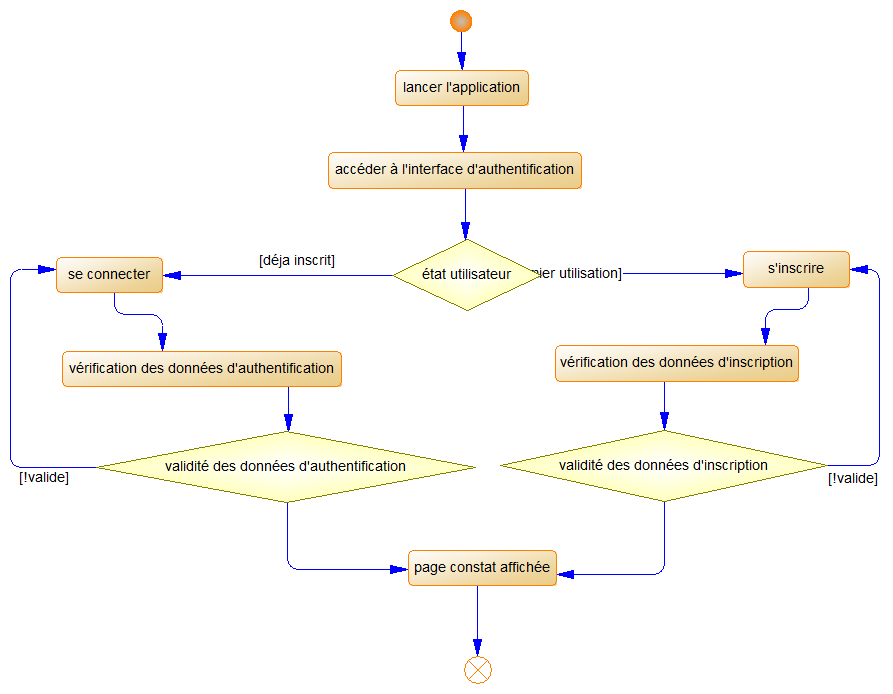 lancer l'application
accéder à l'interface d'authentification
[déja inscrit]
état utilisateur
utilisation]
se connecter
s'inscrire
vérification des données d'authentification
vérification des données d'inscription
validité des données d'authentification
validité des données d'inscription
[!valide]
[!valide]
page constat affichée